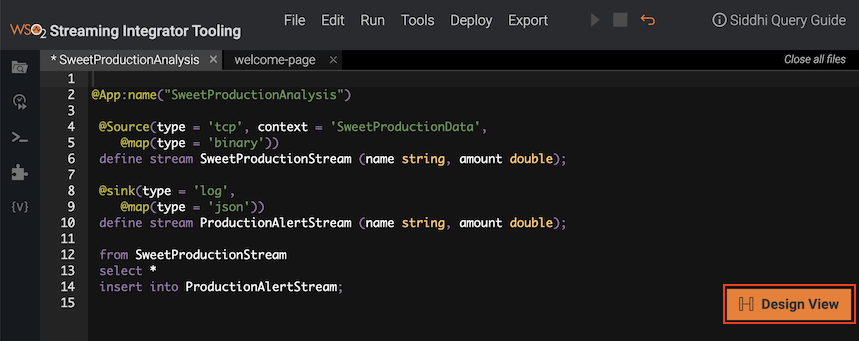 WSO2 Streaming Integrator Tooling
File Edit Run Tools Deploy Export
Siddhi Query Guide
* SweetProductionAnalysis ×
welcome-page ×
Close all files
1
2 @App:name("SweetProductionAnalysis")
3
4 @Source(type = 'tcp', context = 'SweetProductionData',
5 @map(type = 'binary'))
6 define stream SweetProductionStream (name string, amount double);
7
8 @sink(type = 'log',
9 @map(type = 'json'))
10 define stream ProductionAlertStream (name string, amount double);
11
12 from SweetProductionStream
13 select *
14 insert into ProductionAlertStream;
15
{V}
Design View